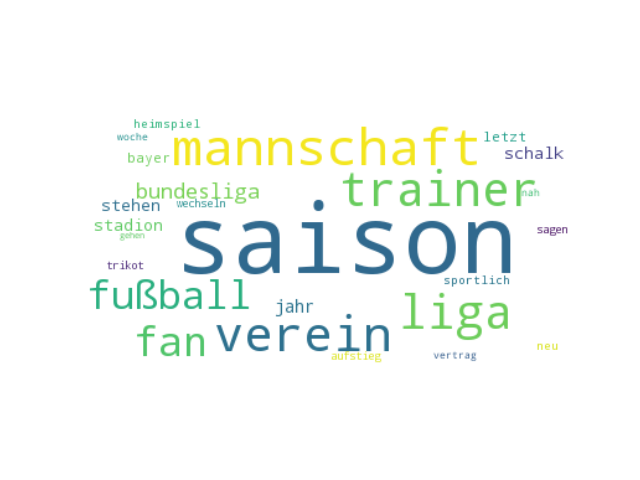 heimspiel
woche
mannschaft
letzt
bayer
schalk
bundesliga
trainer
nah
stehen
wechseln
saison
stadion
gehen
sagen
trikot
sportlich
fußball
jahr
liga
fan
verein
aufstieg
vertrag
neu